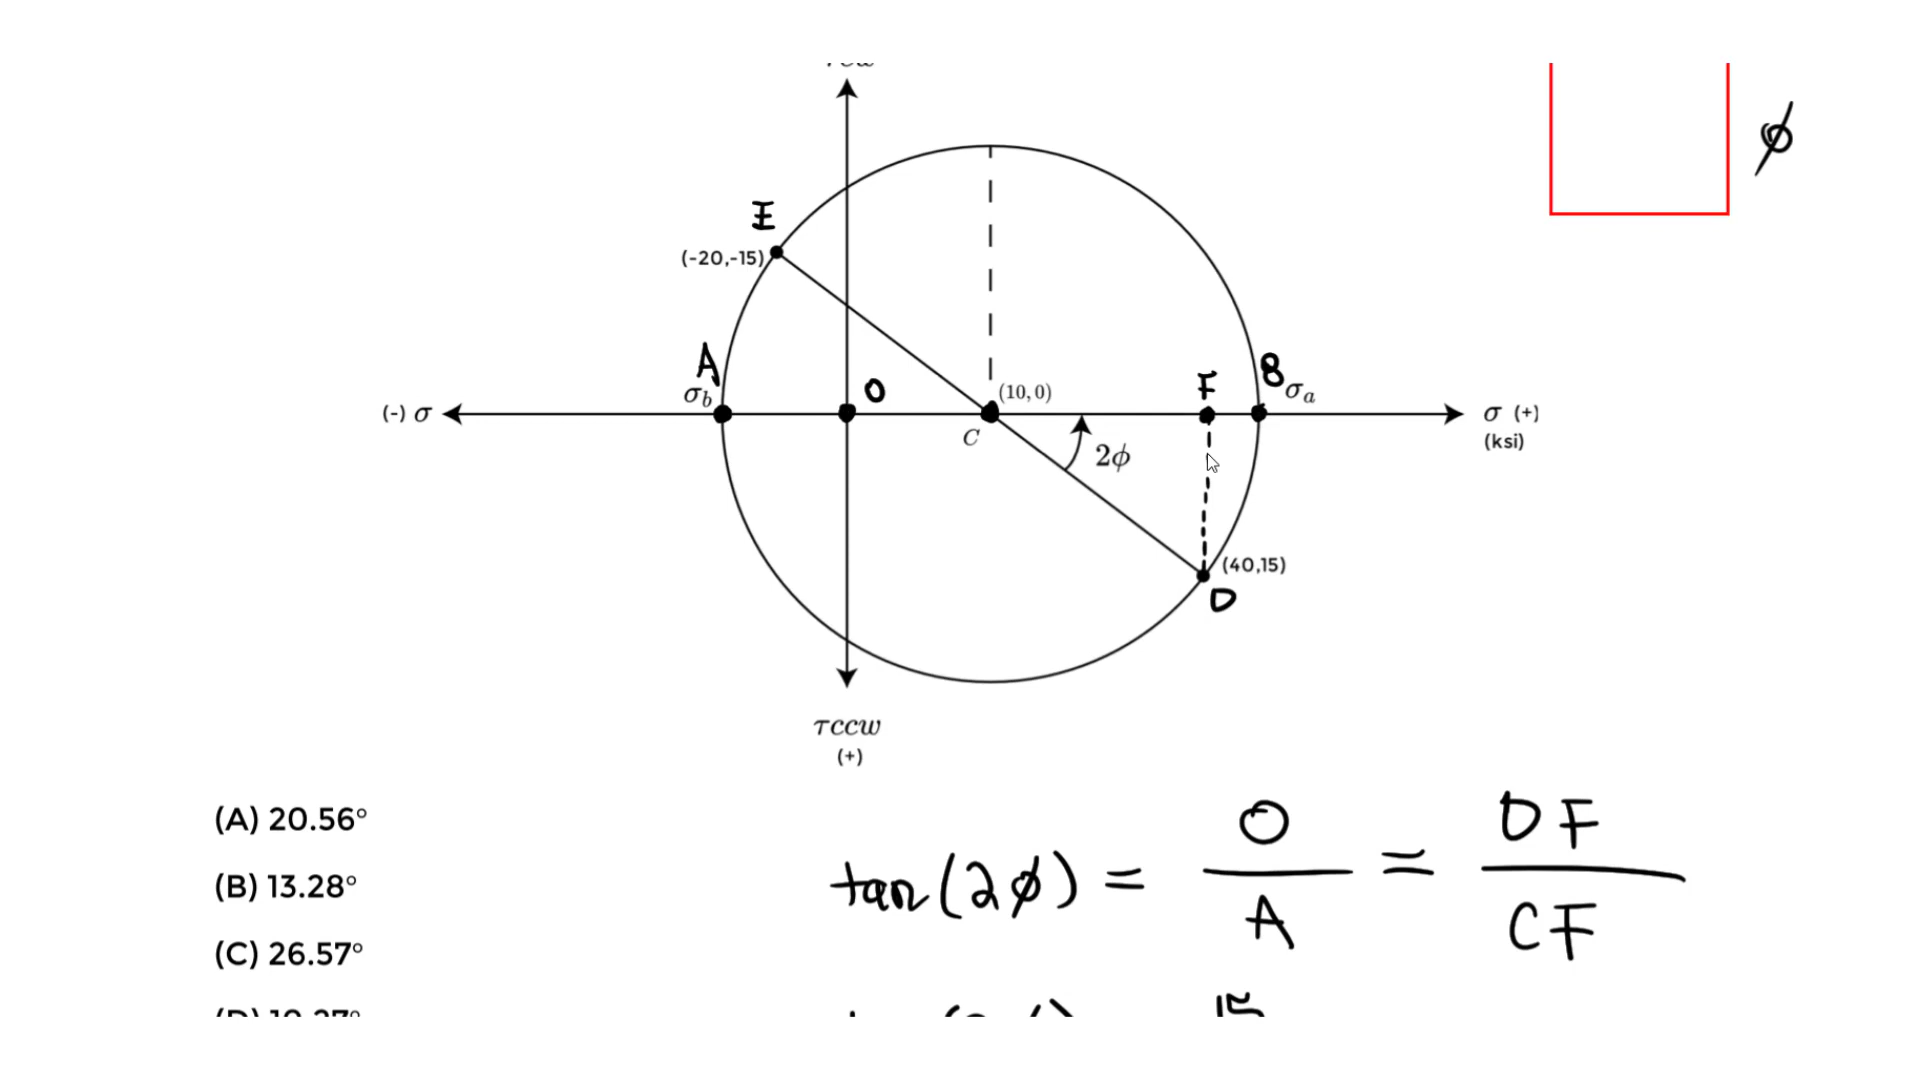 τcw
ϕ
E
(-20,-15)
A
σb
O
(10,0)
F
B
σa
(-) σ
C
2ϕ
σ (+)
(ksi)
(40,15)
D
τccw
(+)
(A) 20.56°
(B) 13.28°
(C) 26.57°
tan(2ϕ) = O / A = DF / CF
15